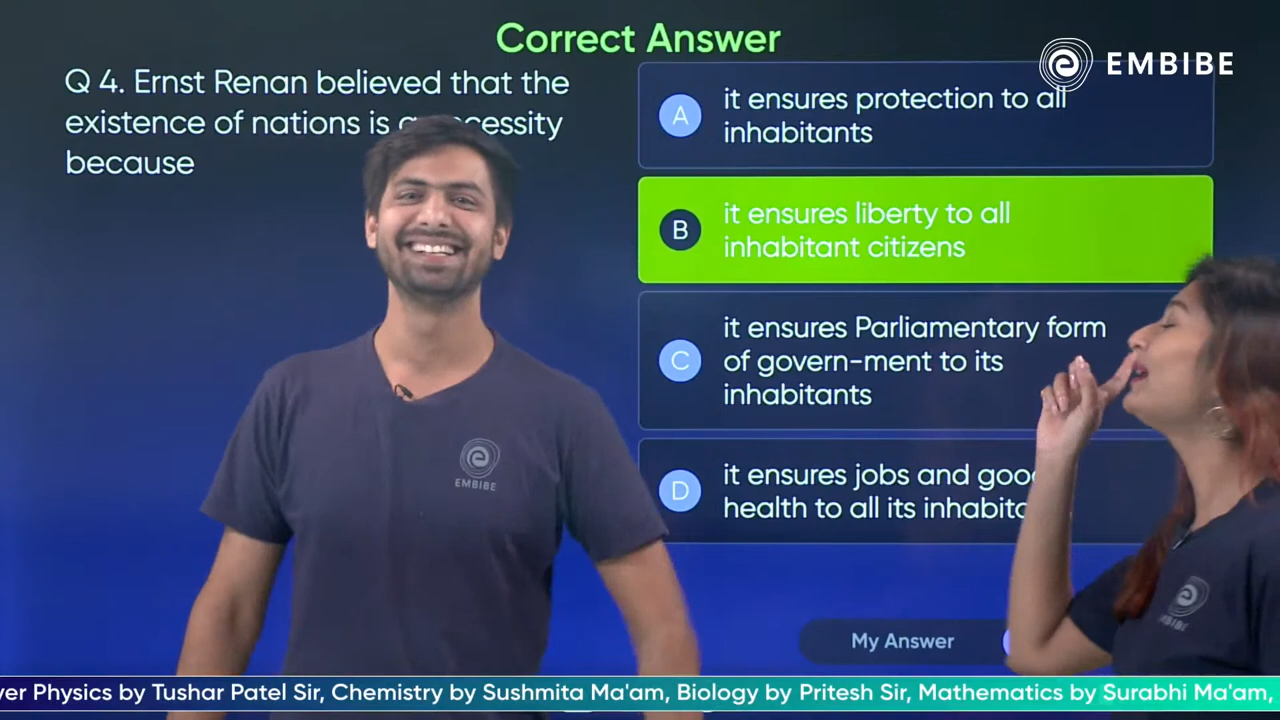 Correct Answer
EMBIBE
Q 4. Ernst Renan believed that the
existence of nations is
because
A
it ensures protection to all
inhabitants
B
it ensures liberty to all
inhabitant citizens
C
it ensures Parliamentary form
of govern-ment to its
inhabitants
D
it ensures jobs and
health to all its
EMBIBE
EMBIBE
My Answer
Physics by Tushar Patel Sir, Chemistry by Sushmita Ma'am, Biology by Pritesh Sir, Mathematics by Surabhi Ma'am,